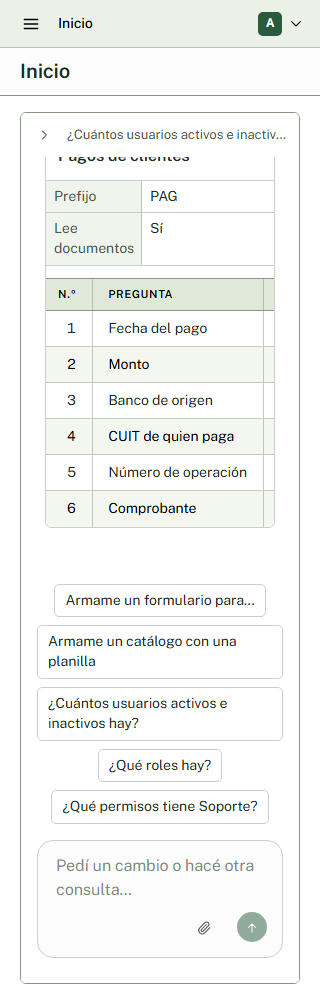 Inicio
A
Inicio
¿Cuántos usuarios activos e inactiv...
Pagos de clientes
Prefijo PAG
Lee documentos Sí
N.º PREGUNTA
1 Fecha del pago
2 Monto
3 Banco de origen
4 CUIT de quien paga
5 Número de operación
6 Comprobante
Armame un formulario para...
Armame un catálogo con una
planilla
¿Cuántos usuarios activos e
inactivos hay?
¿Qué roles hay?
¿Qué permisos tiene Soporte?
Pedí un cambio o hacé otra
consulta...